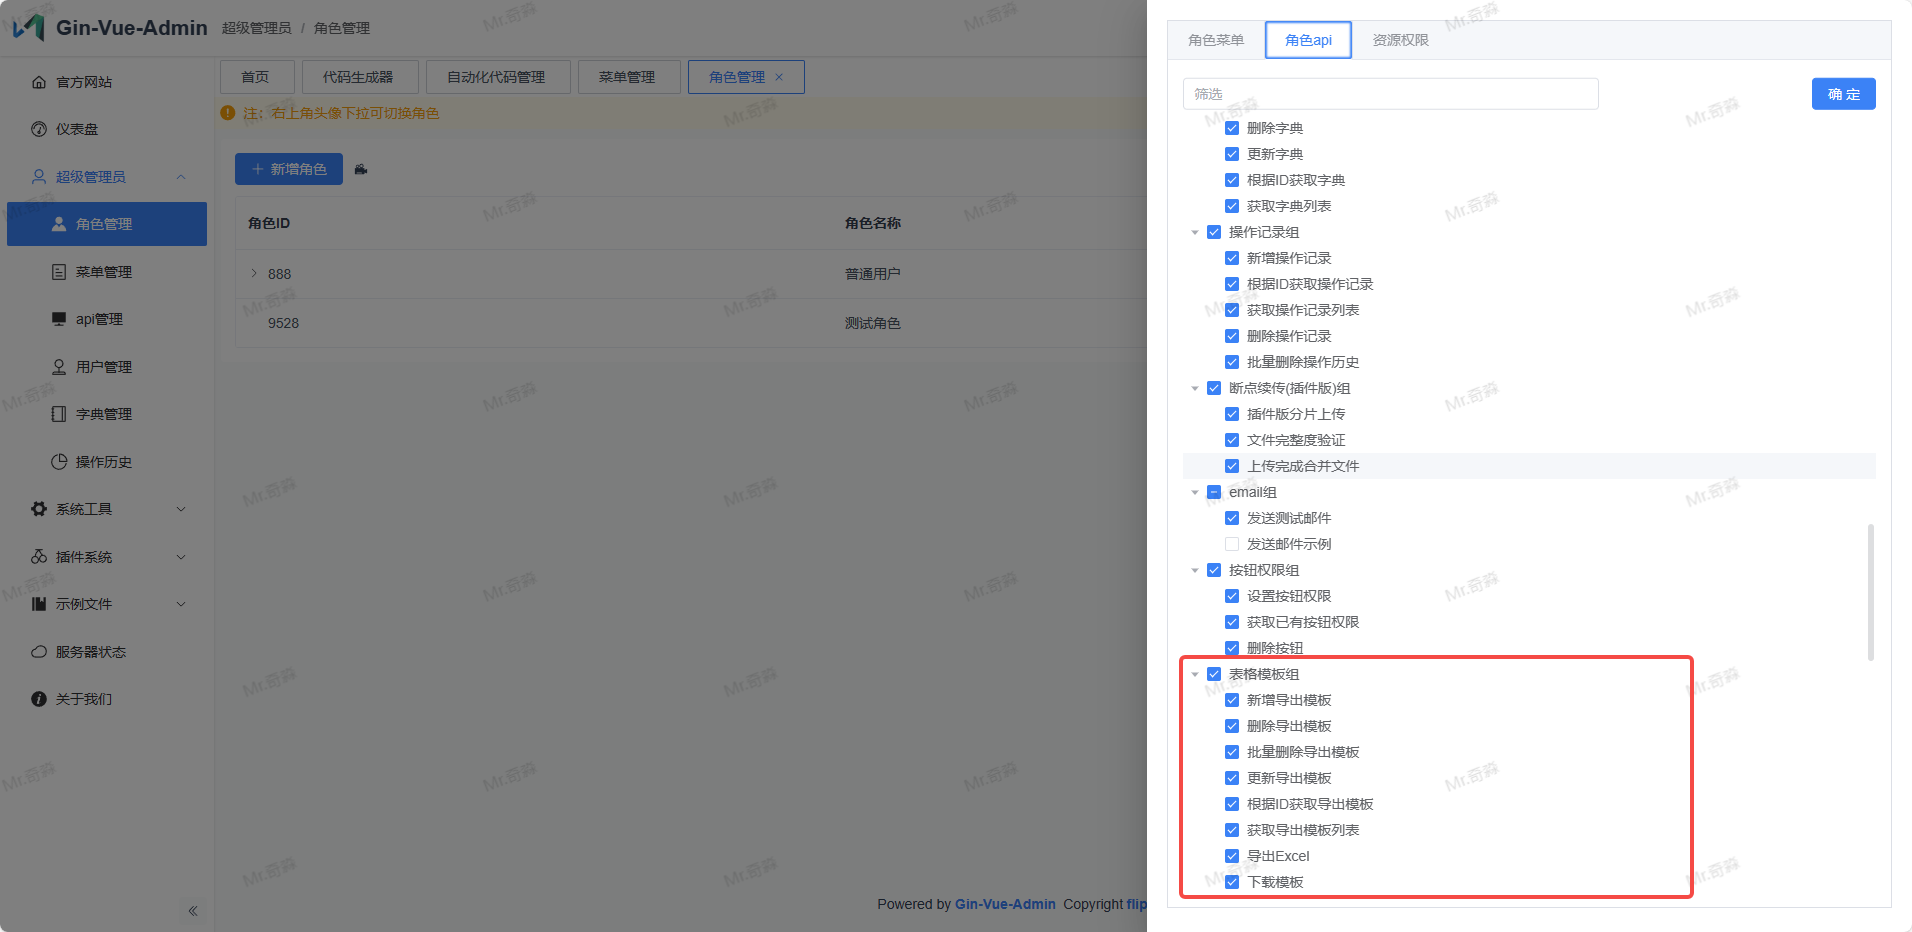 Gin-Vue-Admin
超级管理员 / 角色管理
官方网站
仪表盘
超级管理员
角色管理
菜单管理
api管理
用户管理
字典管理
操作历史
系统工具
插件系统
示例文件
服务器状态
关于我们
首页
代码生成器
自动化代码管理
菜单管理
角色管理
注：右上角头像下拉可切换角色
新增角色
角色ID 角色名称
888 普通用户
9528 测试角色
Powered by Gin-Vue-Admin Copyright flip
角色菜单
角色api
资源权限
筛选
确 定
删除字典
更新字典
根据ID获取字典
获取字典列表
操作记录组
新增操作记录
根据ID获取操作记录
获取操作记录列表
删除操作记录
批量删除操作历史
断点续传(插件版)组
插件版分片上传
文件完整度验证
上传完成合并文件
email组
发送测试邮件
发送邮件示例
按钮权限组
设置按钮权限
获取已有按钮权限
删除按钮
表格模板组
新增导出模板
删除导出模板
批量删除导出模板
更新导出模板
根据ID获取导出模板
获取导出模板列表
导出Excel
下载模板
Mr.奇淼